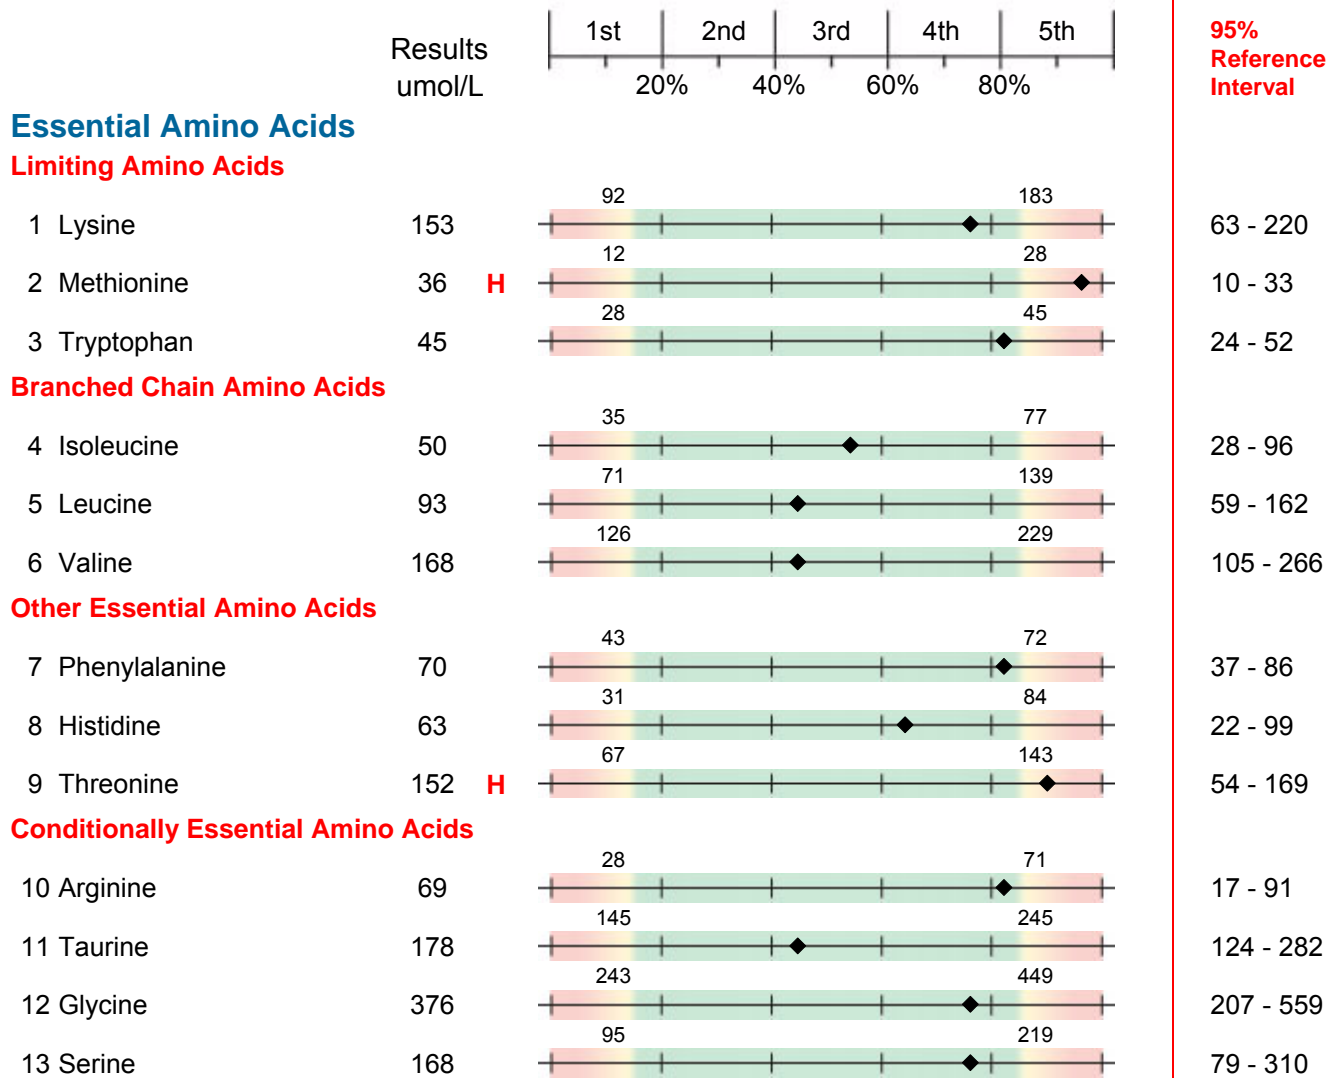 1st 2nd 3rd 4th 5th
Results umol/L
20% 40% 60% 80%
95% Reference Interval
Essential Amino Acids
Limiting Amino Acids
92 183
1 Lysine 153 63 - 220
12 28
2 Methionine 36 H 10 - 33
28 45
3 Tryptophan 45 24 - 52
Branched Chain Amino Acids
35 77
4 Isoleucine 50 28 - 96
71 139
5 Leucine 93 59 - 162
126 229
6 Valine 168 105 - 266
Other Essential Amino Acids
43 72
7 Phenylalanine 70 37 - 86
31 84
8 Histidine 63 22 - 99
67 143
9 Threonine 152 H 54 - 169
Conditionally Essential Amino Acids
28 71
10 Arginine 69 17 - 91
145 245
11 Taurine 178 124 - 282
243 449
12 Glycine 376 207 - 559
95 219
13 Serine 168 79 - 310